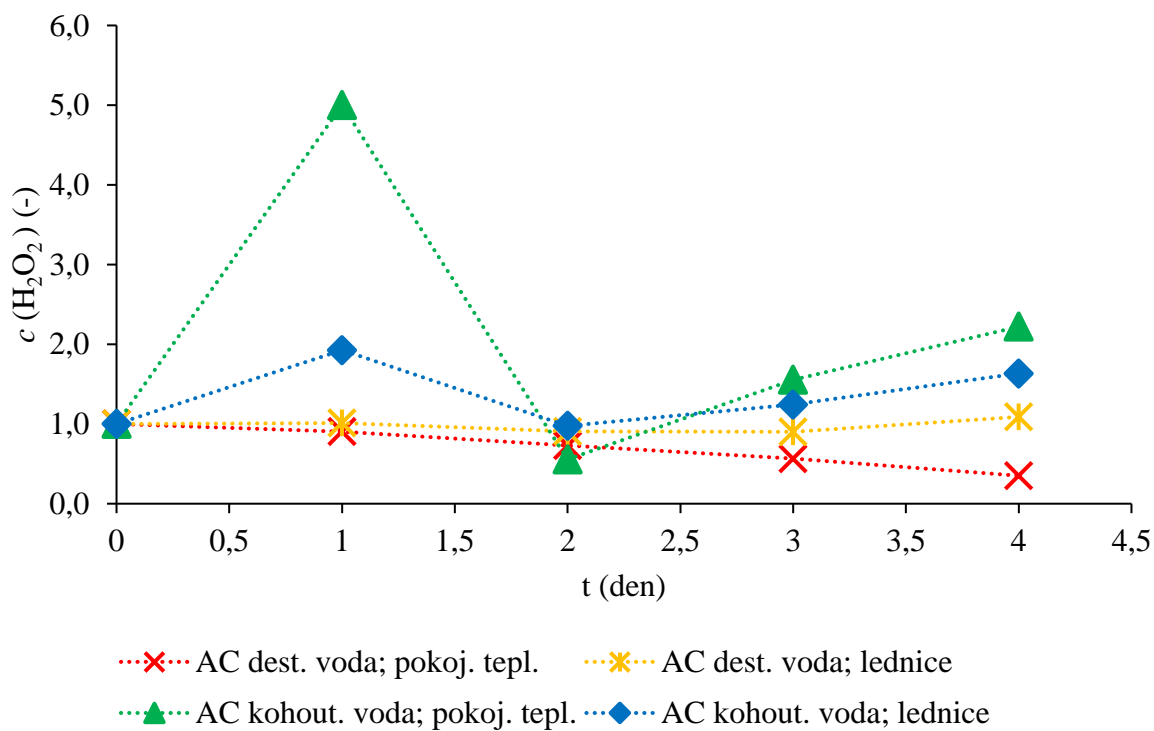 6,0
5,0
4,0
3,0
2,0
1,0
0,0
c (H₂O₂) (-)
0 0,5 1 1,5 2 2,5 3 3,5 4 4,5
t (den)
AC dest. voda; pokoj. tepl. AC dest. voda; lednice
AC kohout. voda; pokoj. tepl. AC kohout. voda; lednice